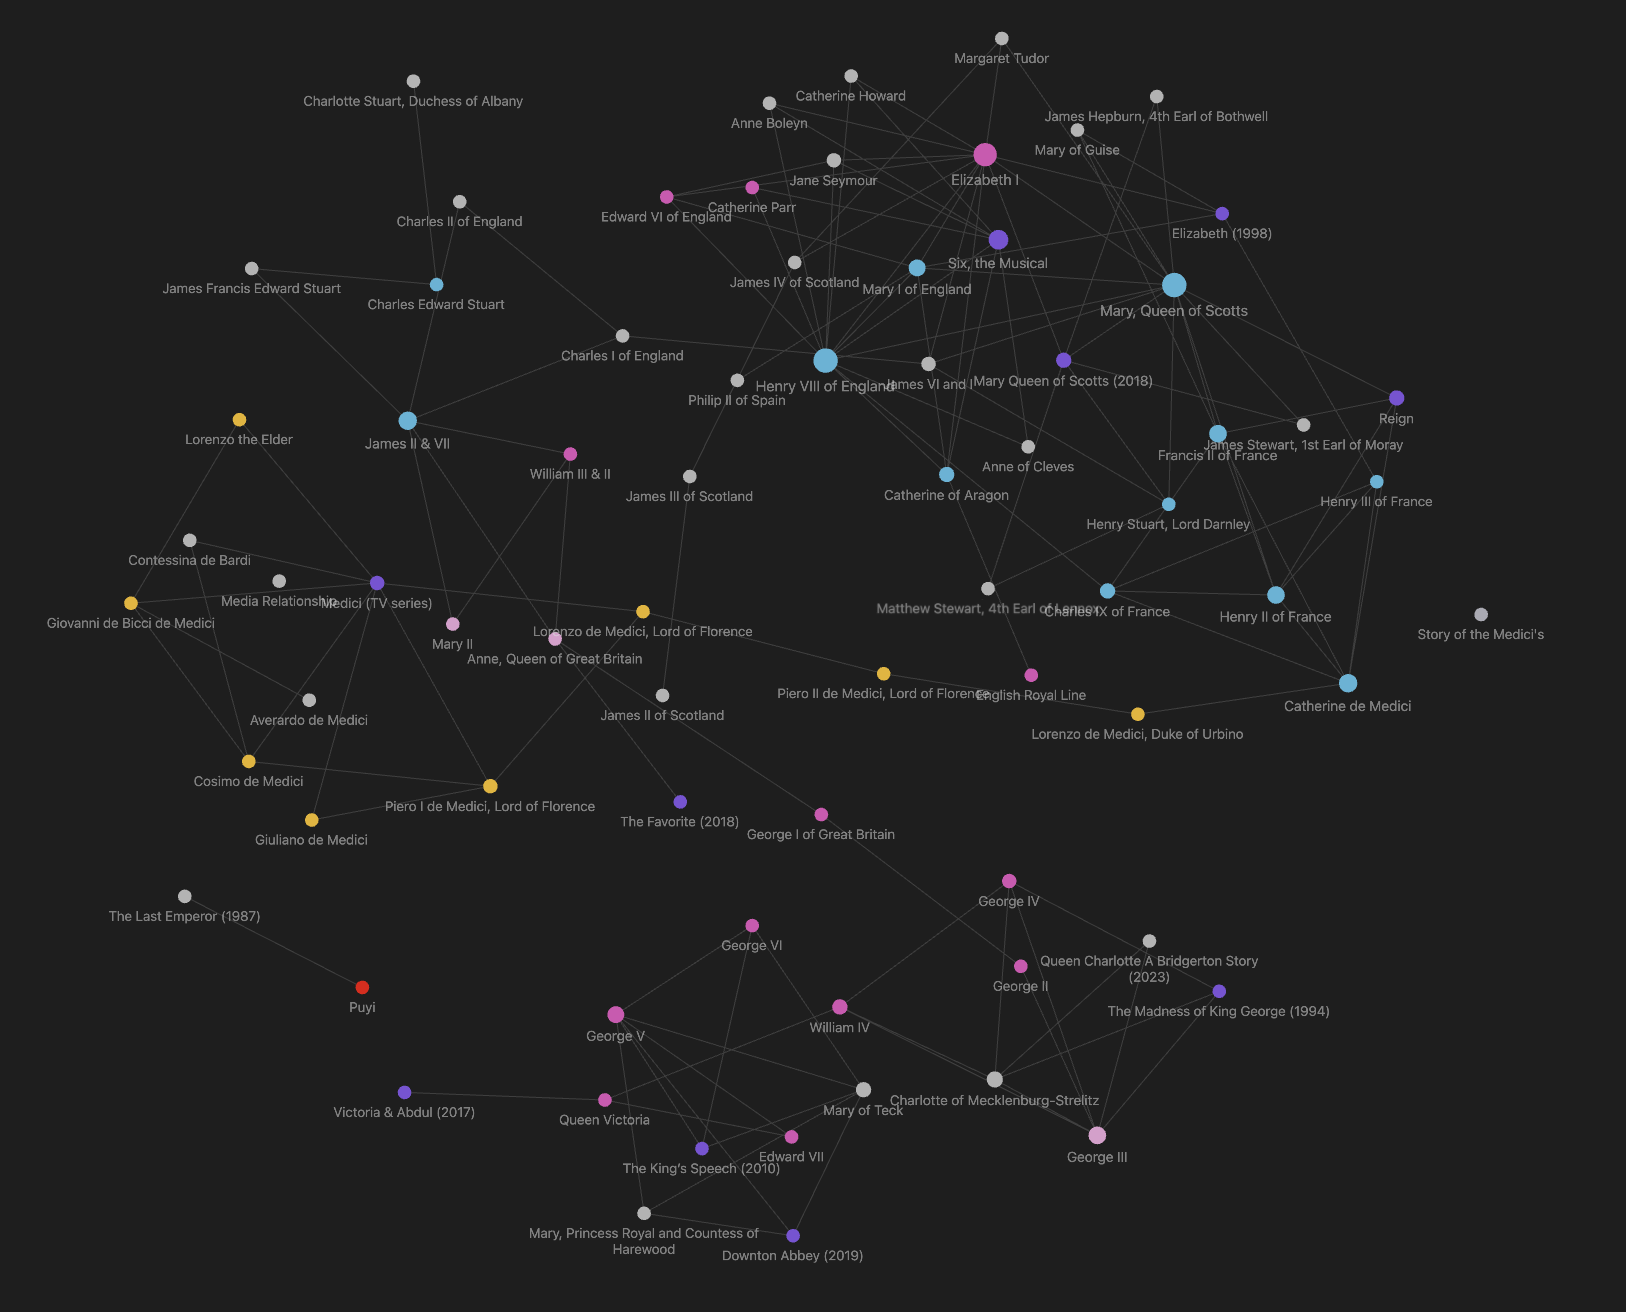 Margaret Tudor
Charlotte Stuart, Duchess of Albany
Catherine Howard
Anne Boleyn
James Hepburn, 4th Earl of Bothwell
Mary of Guise
Jane Seymour
Elizabeth I
Catherine Parr
Edward VI of England
Charles II of England
Elizabeth (1998)
Six, the Musical
James IV of Scotland
Mary I of England
James Francis Edward Stuart
Charles Edward Stuart
Mary, Queen of Scotts
Charles I of England
Henry VIII of England
James VI and I
Mary Queen of Scotts (2018)
Philip II of Spain
Reign
Lorenzo the Elder
James II & VII
James Stewart, 1st Earl of Moray
Francis II of France
William III & II
Anne of Cleves
James III of Scotland
Catherine of Aragon
Henry III of France
Henry Stuart, Lord Darnley
Contessina de Bardi
Media Relationship
Medici (TV series)
Matthew Stewart, 4th Earl of Lennox
Charles IX of France
Henry II of France
Giovanni de Bicci de Medici
Lorenzo de Medici, Lord of Florence
Story of the Medici's
Mary II
Anne, Queen of Great Britain
Piero II de Medici, Lord of Florence
English Royal Line
Catherine de Medici
Averardo de Medici
James II of Scotland
Lorenzo de Medici, Duke of Urbino
Cosimo de Medici
Piero I de Medici, Lord of Florence
The Favorite (2018)
George I of Great Britain
Giuliano de Medici
George IV
The Last Emperor (1987)
George VI
Queen Charlotte A Bridgerton Story
(2023)
George II
Puyi
The Madness of King George (1994)
William IV
George V
Charlotte of Mecklenburg-Strelitz
Mary of Teck
Victoria & Abdul (2017)
Queen Victoria
Edward VII
George III
The King's Speech (2010)
Mary, Princess Royal and Countess of
Harewood
Downton Abbey (2019)